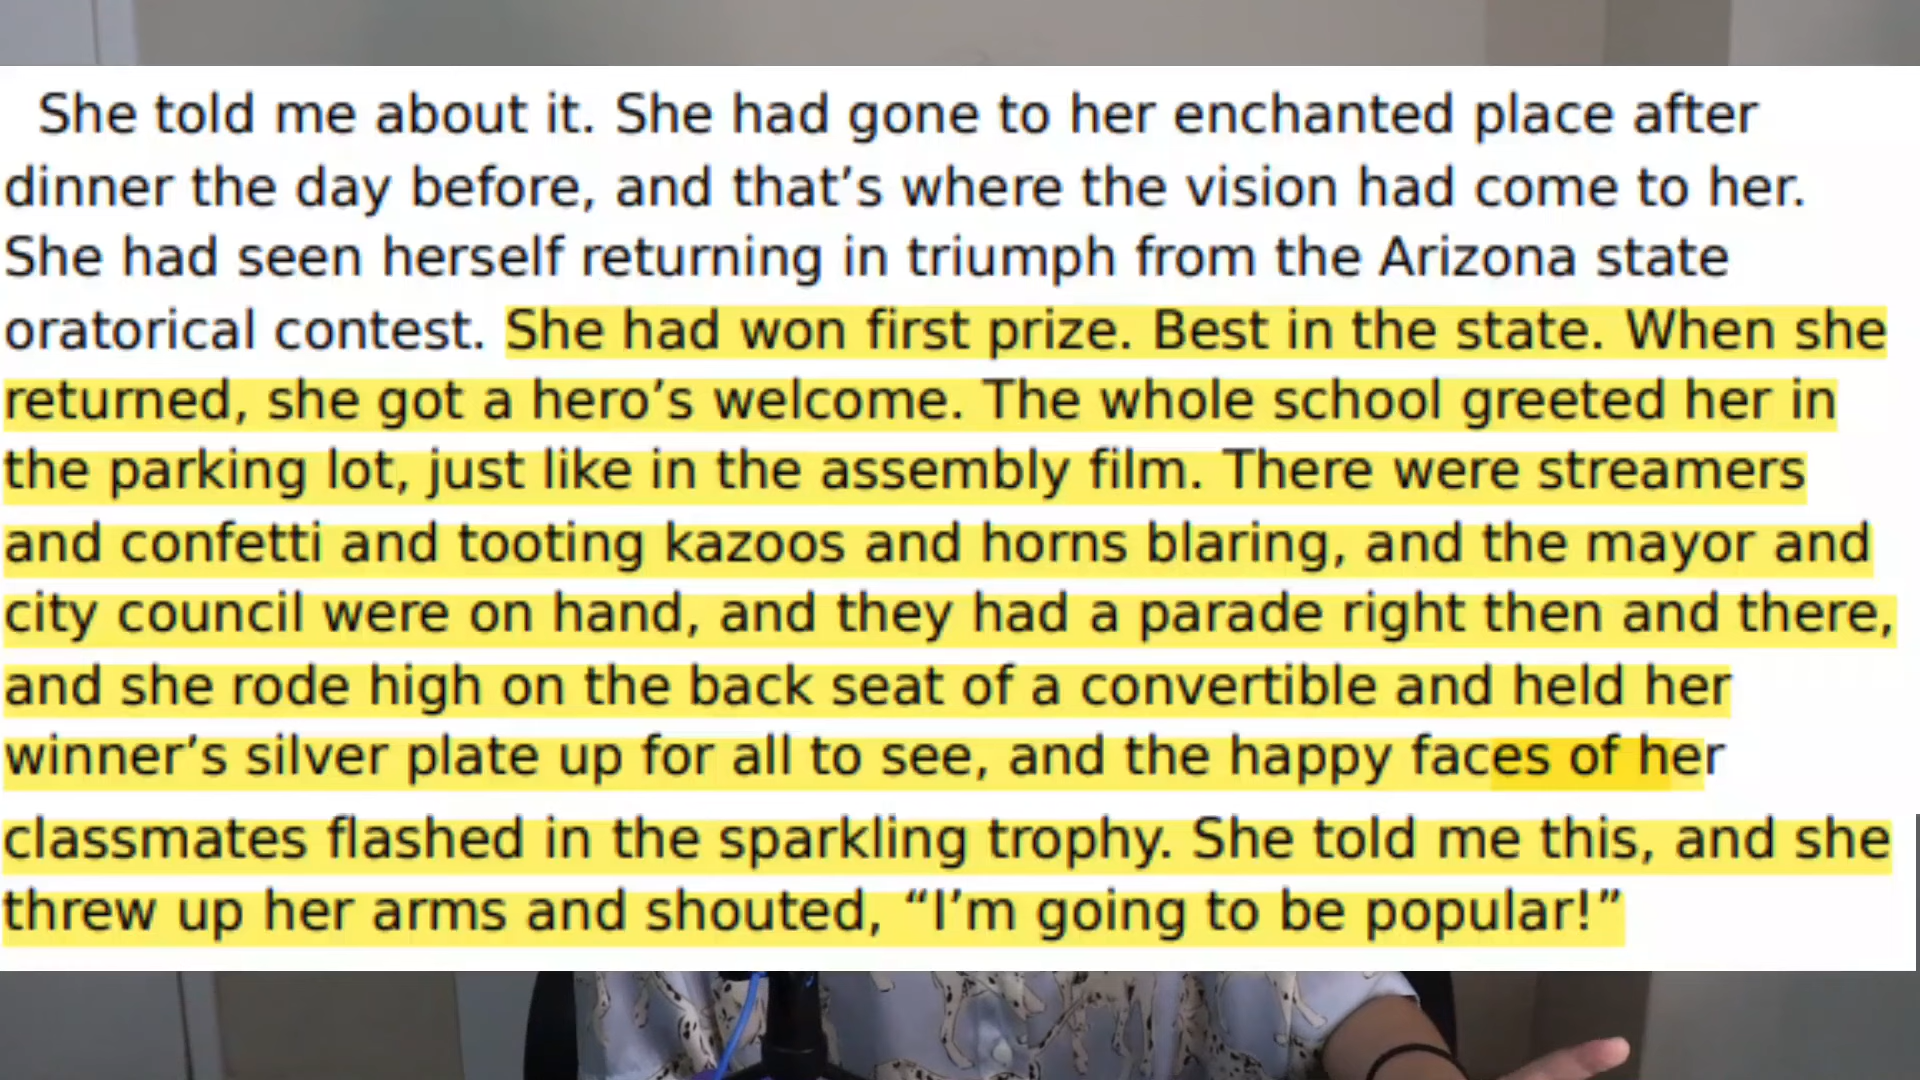 She told me about it. She had gone to her enchanted place after
dinner the day before, and that’s where the vision had come to her.
She had seen herself returning in triumph from the Arizona state
oratorical contest. She had won first prize. Best in the state. When she
returned, she got a hero’s welcome. The whole school greeted her in
the parking lot, just like in the assembly film. There were streamers
and confetti and tooting kazoos and horns blaring, and the mayor and
city council were on hand, and they had a parade right then and there,
and she rode high on the back seat of a convertible and held her
winner’s silver plate up for all to see, and the happy faces of her
classmates flashed in the sparkling trophy. She told me this, and she
threw up her arms and shouted, “I’m going to be popular!”